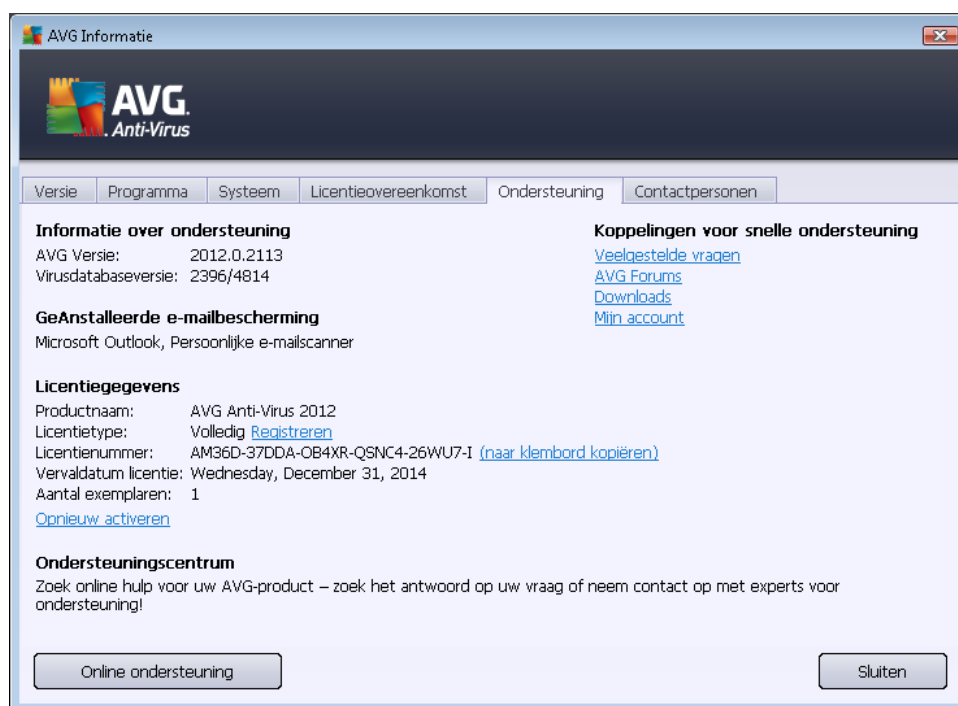 AVG Informatie
AVG.
Anti-Virus
Versie Programma Systeem Licentieovereenkomst Ondersteuning Contactpersonen
Informatie over ondersteuning
AVG Versie: 2012.0.2113
Virusdatabaseversie: 2396/4814
Koppelingen voor snelle ondersteuning
Veelgestelde vragen
AVG Forums
Downloads
Mijn account
GeAnstalleerde e-mailbescherming
Microsoft Outlook, Persoonlijke e-mailscanner
Licentiegegevens
Productnaam: AVG Anti-Virus 2012
Licentietype: Volledig Registreren
Licentienummer: AM36D-37DDA-OB4XR-QSNC4-26WU7-I (naar klembord kopiëren)
Vervaldatum licentie: Wednesday, December 31, 2014
Aantal exemplaren: 1
Opnieuw activeren
Ondersteuningscentrum
Zoek online hulp voor uw AVG-product – zoek het antwoord op uw vraag of neem contact op met experts voor
ondersteuning!
Online ondersteuning
Sluiten